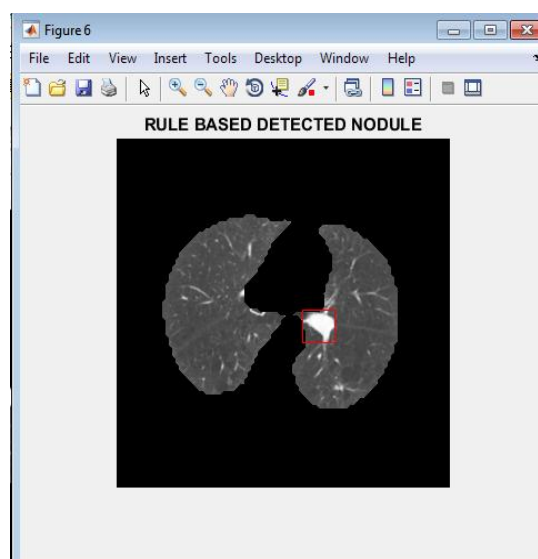 Figure 6
File Edit View Insert Tools Desktop Window Help
RULE BASED DETECTED NODULE